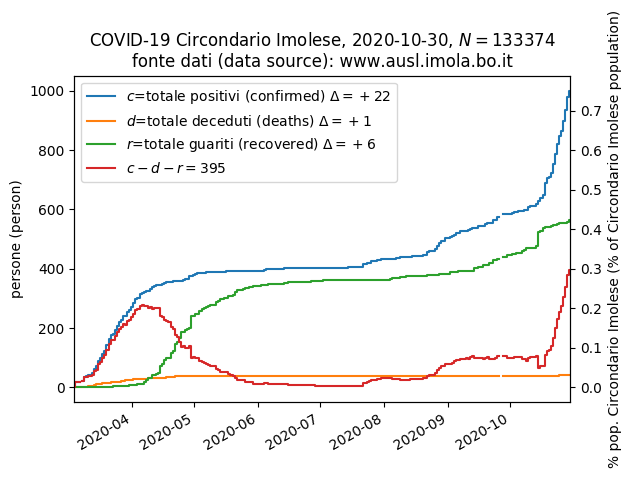 COVID-19 Circondario Imolese, 2020-10-30, N = 133374
fonte dati (data source): www.ausl.imola.bo.it
c=totale positivi (confirmed) Δ = +22
d=totale deceduti (deaths) Δ = +1
r=totale guariti (recovered) Δ = +6
c − d − r = 395
persone (person)
1000
800
600
400
200
0
% pop. Circondario Imolese (% of Circondario Imolese population)
0.7
0.6
0.5
0.4
0.3
0.2
0.1
0.0
2020-04
2020-05
2020-06
2020-07
2020-08
2020-09
2020-10